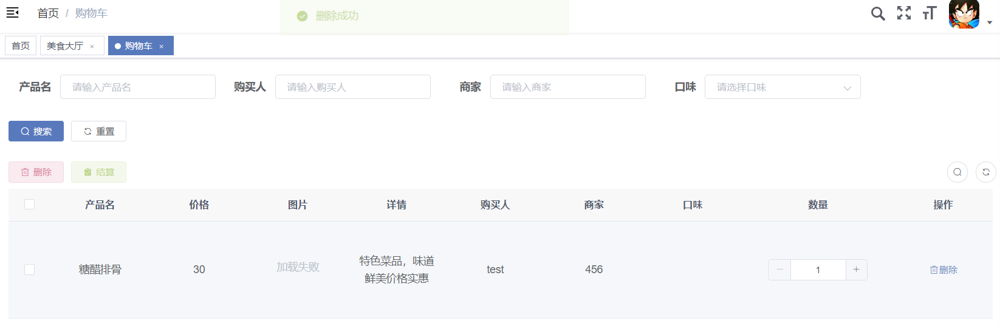 首页 / 购物车
删除成功
首页
美食大厅 ×
购物车 ×
产品名 请输入产品名
购买人 请输入购买人
商家 请输入商家
口味 请选择口味
搜索
重置
删除
结算
产品名 价格 图片 详情 购买人 商家 口味 数量 操作
糖醋排骨 30 加载失败
特色菜品，味道
鲜美价格实惠
test 456 − 1 + 删除